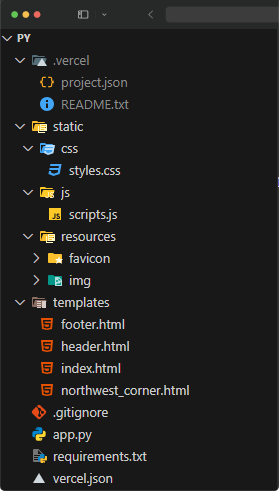 PY
.vercel
project.json
README.txt
static
css
styles.css
js
JS scripts.js
resources
favicon
img
templates
footer.html
header.html
index.html
northwest_corner.html
.gitignore
app.py
requirements.txt
vercel.json